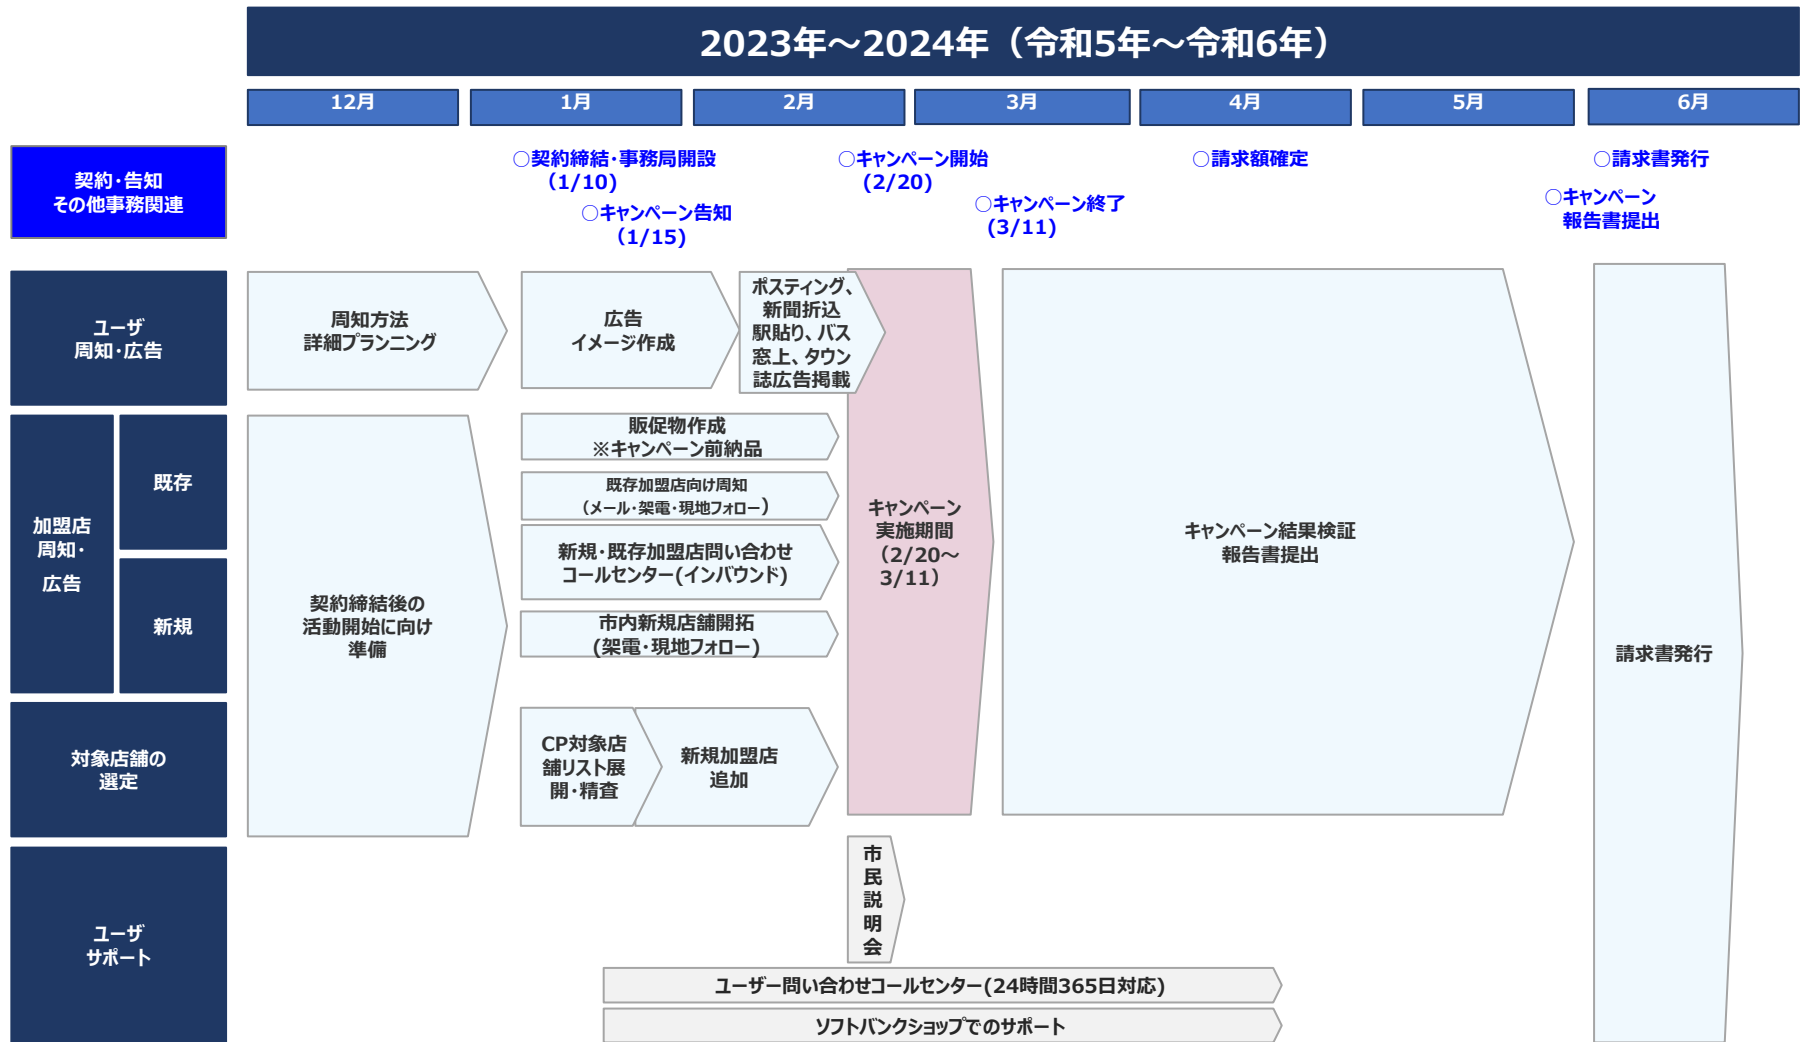 2023年～2024年（令和5年～令和6年）
12月
1月
2月
3月
4月
5月
6月
契約・告知
その他事務関連
○契約締結・事務局開設
（1/10)
○キャンペーン告知
（1/15)
○キャンペーン開始
(2/20)
○キャンペーン終了
(3/11)
○請求額確定
○請求書発行
○キャンペーン
報告書提出
ユーザ
周知・広告
周知方法
詳細プランニング
広告
イメージ作成
ポスティング、
新聞折込
駅貼り、バス
窓上、タウン
誌広告掲載
加盟店
周知・
広告
既存
新規
契約締結後の
活動開始に向け
準備
販促物作成
※キャンペーン前納品
既存加盟店向け周知
（メール・架電・現地フォロー）
新規・既存加盟店問い合わせ
コールセンター(インバウンド)
市内新規店舗開拓
(架電・現地フォロー)
キャンペーン
実施期間
（2/20～
3/11）
キャンペーン結果検証
報告書提出
請求書発行
対象店舗の
選定
CP対象店
舗リスト展
開・精査
新規加盟店
追加
ユーザ
サポート
市
民
説
明
会
ユーザー問い合わせコールセンター(24時間365日対応)
ソフトバンクショップでのサポート